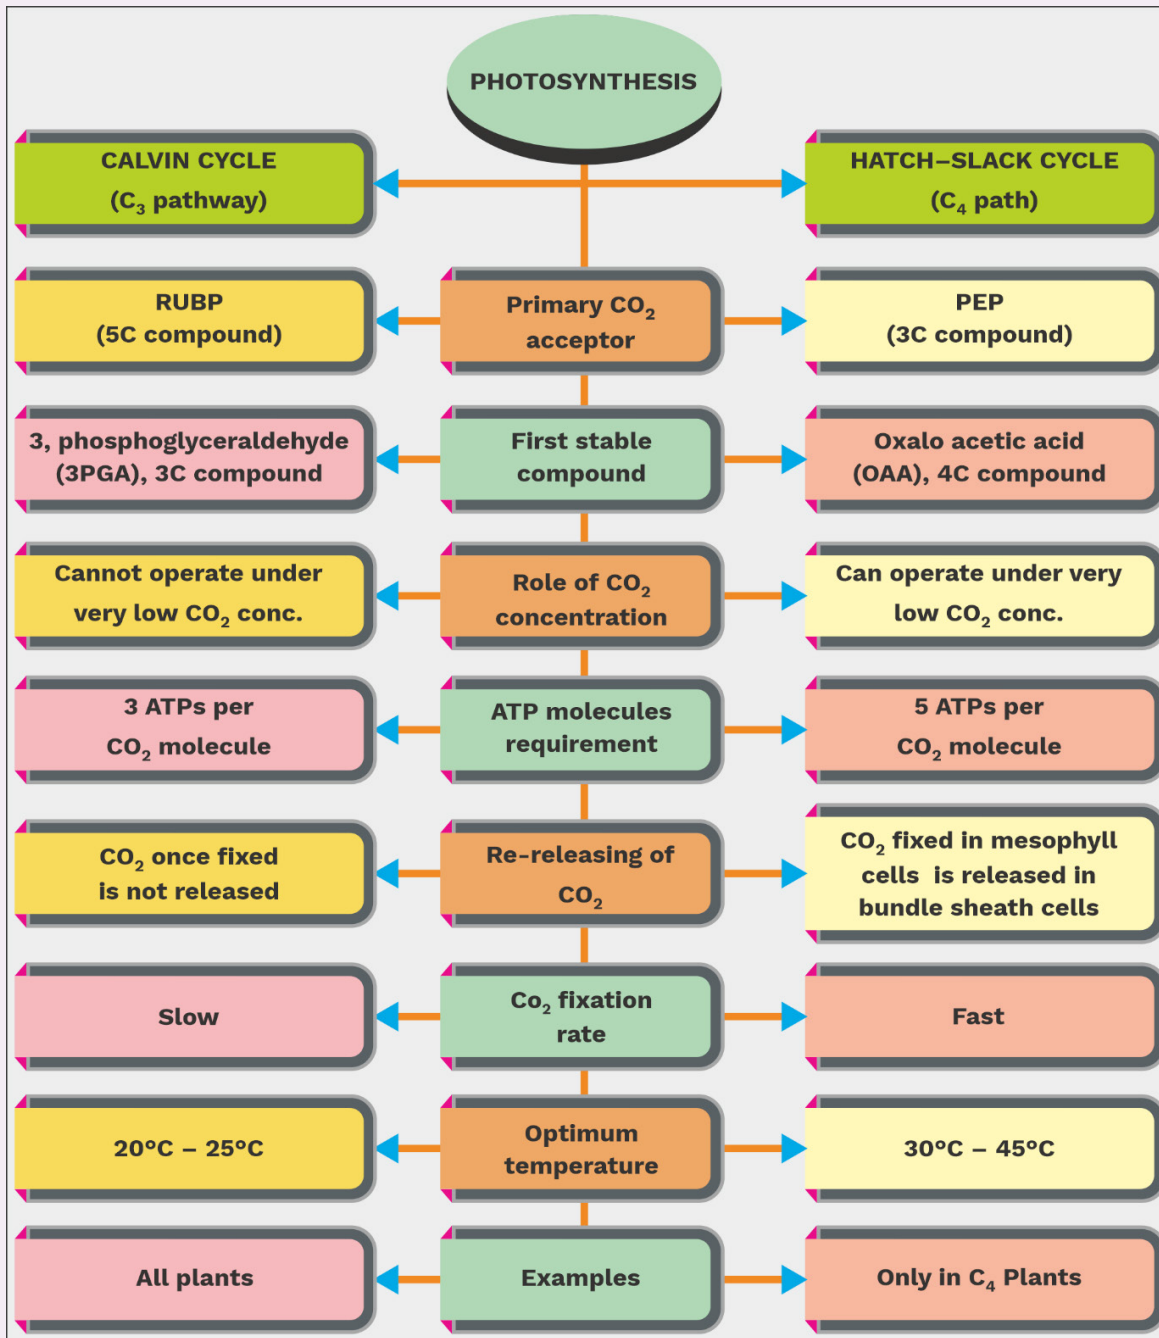 PHOTOSYNTHESIS
CALVIN CYCLE
(C₃ pathway)
HATCH–SLACK CYCLE
(C₄ path)
RUBP
(5C compound)
Primary CO₂
acceptor
PEP
(3C compound)
3, phosphoglyceraldehyde
(3PGA), 3C compound
First stable
compound
Oxalo acetic acid
(OAA), 4C compound
Cannot operate under
very low CO₂ conc.
Role of CO₂
concentration
Can operate under very
low CO₂ conc.
3 ATPs per
CO₂ molecule
ATP molecules
requirement
5 ATPs per
CO₂ molecule
CO₂ once fixed
is not released
Re-releasing of
CO₂
CO₂ fixed in mesophyll
cells is released in
bundle sheath cells
Slow
Co₂ fixation
rate
Fast
20°C – 25°C
Optimum
temperature
30°C – 45°C
All plants
Examples
Only in C₄ Plants